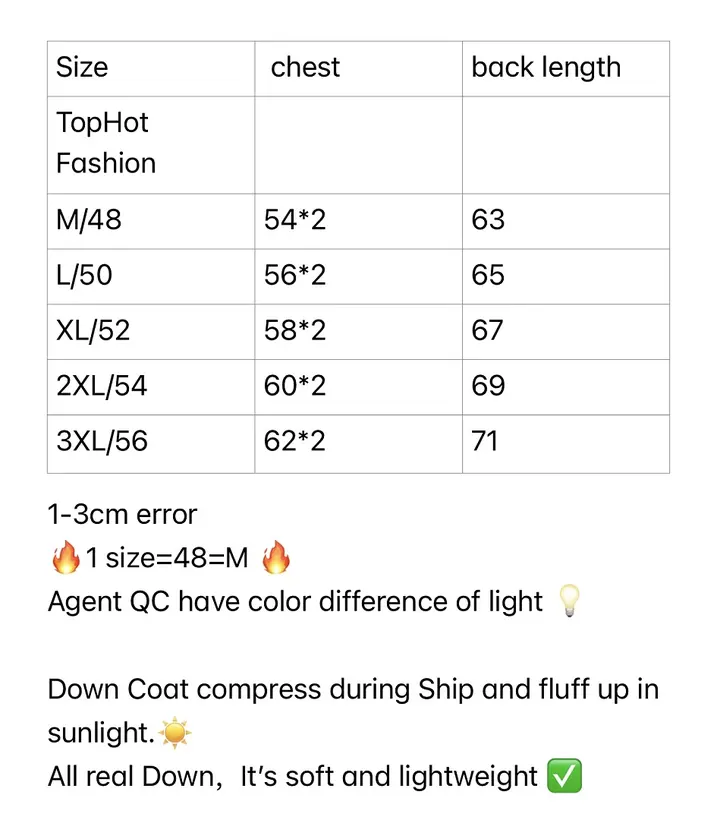 Size chest back length
TopHot
Fashion
M/48 54*2 63
L/50 56*2 65
XL/52 58*2 67
2XL/54 60*2 69
3XL/56 62*2 71
1-3cm error
🔥1 size=48=M 🔥
Agent QC have color difference of light 💡
Down Coat compress during Ship and fluff up in
sunlight.☀️
All real Down，It's soft and lightweight ✅